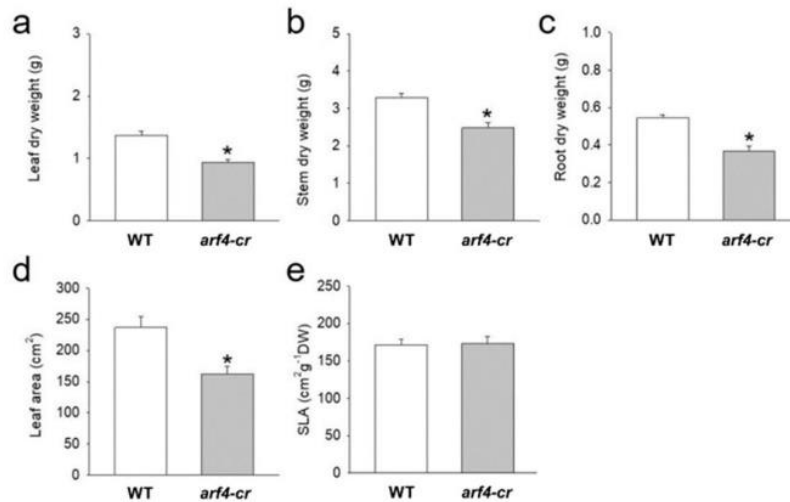 a
Leaf dry weight (g)
3
2
1
0
WT arf4-cr
*
b
Stem dry weight (g)
5
4
3
2
1
0
WT arf4-cr
*
c
Root dry weight (g)
1.0
0.8
0.6
0.4
0.2
0.0
WT arf4-cr
*
d
Leaf area (cm²)
300
250
200
150
100
50
0
WT arf4-cr
*
e
SLA (cm²g⁻¹DW)
250
200
150
100
50
0
WT arf4-cr